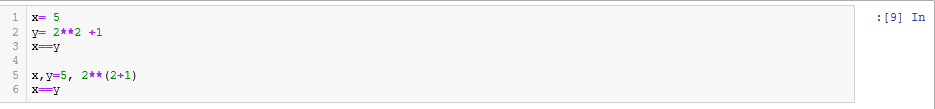 1 x= 5
2 y= 2**2 +1
3 x==y
4
5 x,y=5, 2**(2+1)
6 x==y
:[9] In